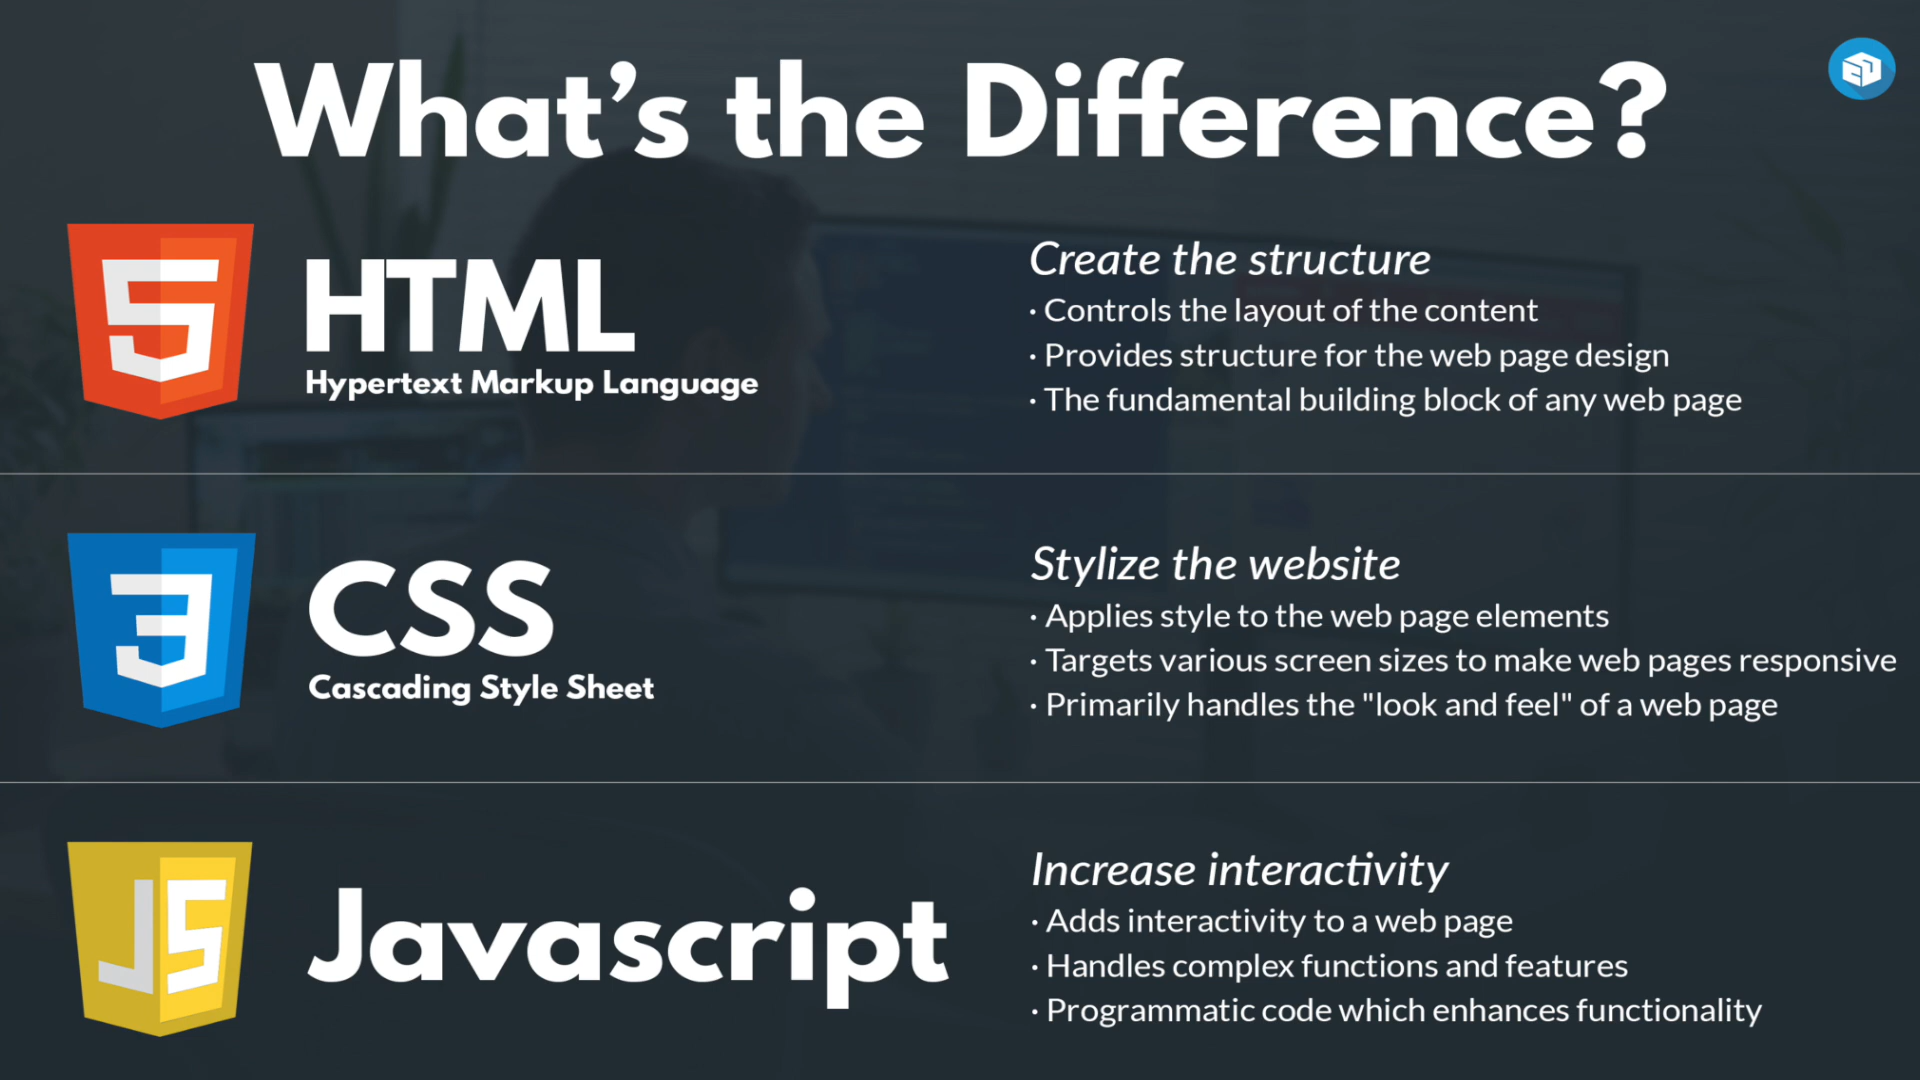 What's the Difference?
HTML
Hypertext Markup Language
Create the structure
· Controls the layout of the content
· Provides structure for the web page design
· The fundamental building block of any web page
CSS
Cascading Style Sheet
Stylize the website
· Applies style to the web page elements
· Targets various screen sizes to make web pages responsive
· Primarily handles the "look and feel" of a web page
JS
Javascript
Increase interactivity
· Adds interactivity to a web page
· Handles complex functions and features
· Programmatic code which enhances functionality